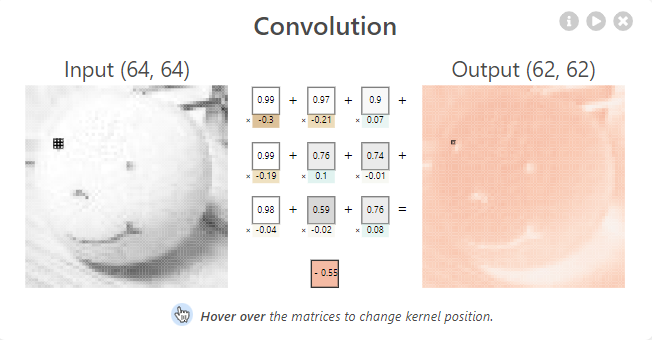 Convolution
Input (64, 64)
Output (62, 62)
0.99 + 0.97 + 0.9 +
× -0.3 × -0.21 × 0.07
0.99 + 0.76 + 0.74 +
× -0.19 × 0.1 × -0.01
0.98 + 0.59 + 0.76 =
× -0.04 × -0.02 × 0.08
- 0.55
Hover over the matrices to change kernel position.